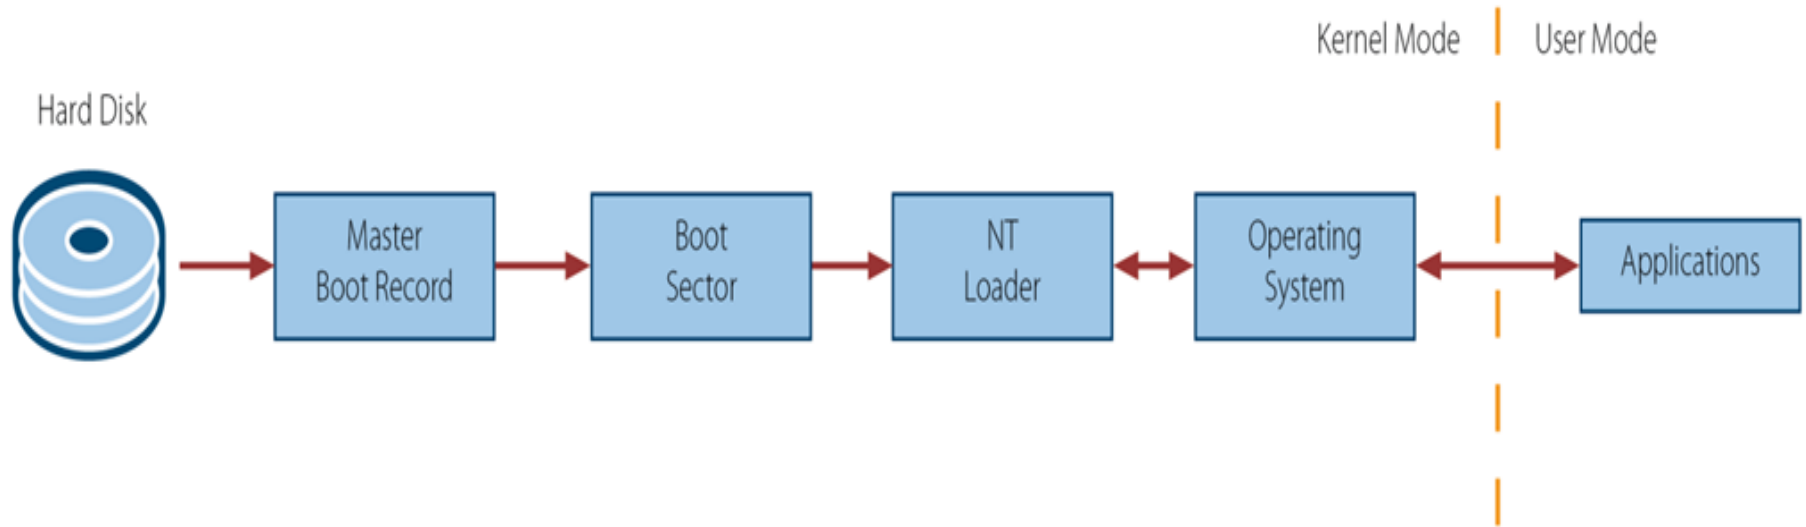 Kernel Mode
User Mode
Hard Disk
Master
Boot Record
Boot
Sector
NT
Loader
Operating
System
Applications